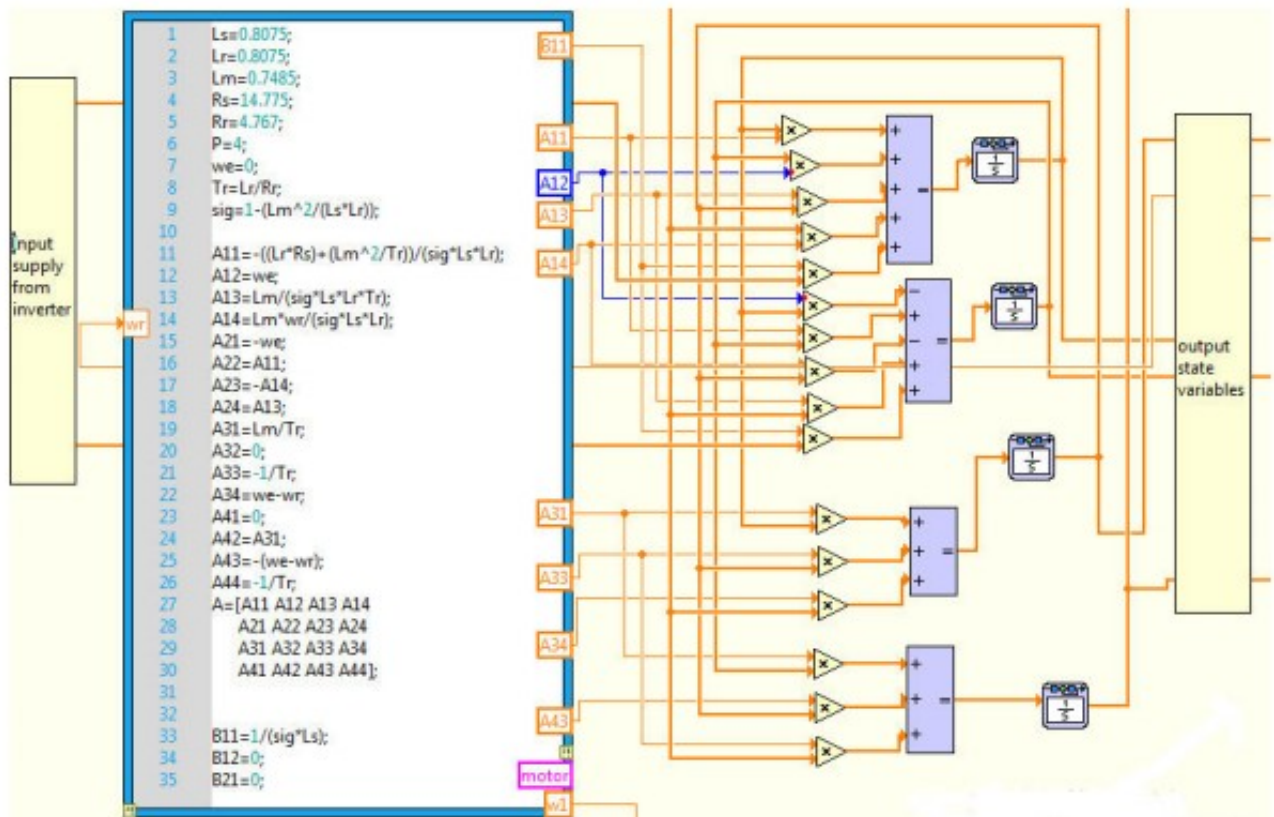 Input
supply
from
inverter
wr
1 Ls=0.8075;
2 Lr=0.8075;
3 Lm=0.7485;
4 Rs=14.775;
5 Rr=4.767;
6 P=4;
7 we=0;
8 Tr=Lr/Rr;
9 sig=1-(Lm^2/(Ls*Lr));
10
11 A11=-((Lr*Rs)+(Lm^2/Tr))/(sig*Ls*Lr);
12 A12=we;
13 A13=Lm/(sig*Ls*Lr*Tr);
14 A14=Lm*wr/(sig*Ls*Lr);
15 A21=-we;
16 A22=A11;
17 A23=-A14;
18 A24=A13;
19 A31=Lm/Tr;
20 A32=0;
21 A33=-1/Tr;
22 A34=we-wr;
23 A41=0;
24 A42=A31;
25 A43=-(we-wr);
26 A44=-1/Tr;
27 A=[A11 A12 A13 A14
28 A21 A22 A23 A24
29 A31 A32 A33 A34
30 A41 A42 A43 A44];
31
32
33 B11=1/(sig*Ls);
34 B12=0;
35 B21=0;
B11
A11
A12
A13
A14
A31
A33
A34
A43
motor
w1
x
x
x
x
x
+
+
+
+
+
=
1/s
x
x
x
x
x
-
+
-
+
+
=
1/s
x
x
x
+
+
+
=
1/s
x
x
x
+
+
+
=
1/s
output
state
variables